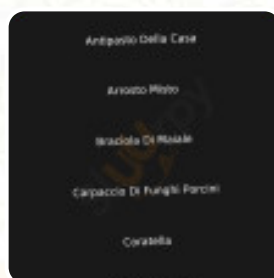 Antipasto Della Casa
Arrosto Misto
Braciola Di Maiale
Carpaccio Di Funghi Porcini
Coratella